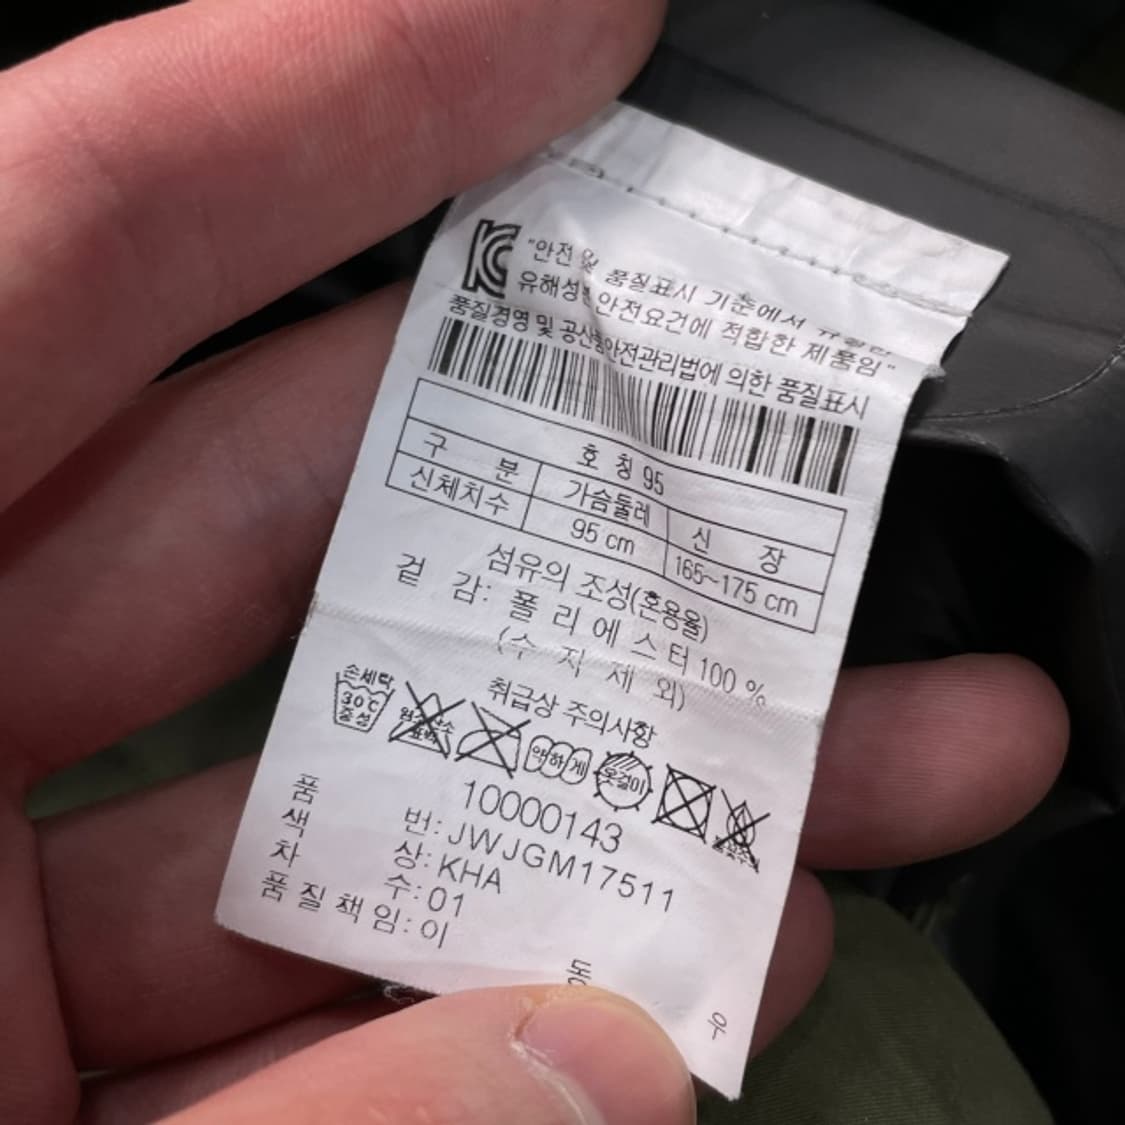 "안전 및 품질표시 기준에서 규정한
유해성분 안전요건에 적합한 제품임"
품질경영 및 공산품안전관리법에 의한 품질표시
호 칭 95
구 분 가슴둘레 신 장
신체치수 95 cm 165~175 cm
섬유의 조성(혼용율)
겉 감: 폴 리 에 스 터 100 %
(수 지 제 외)
취급상 주의사항
손세탁
30℃
중성
약하게
옷걸이
10000143
품 번: JWJGM17511
색 상: KHA
차 수: 01
품 질 책 임: 이 동 우